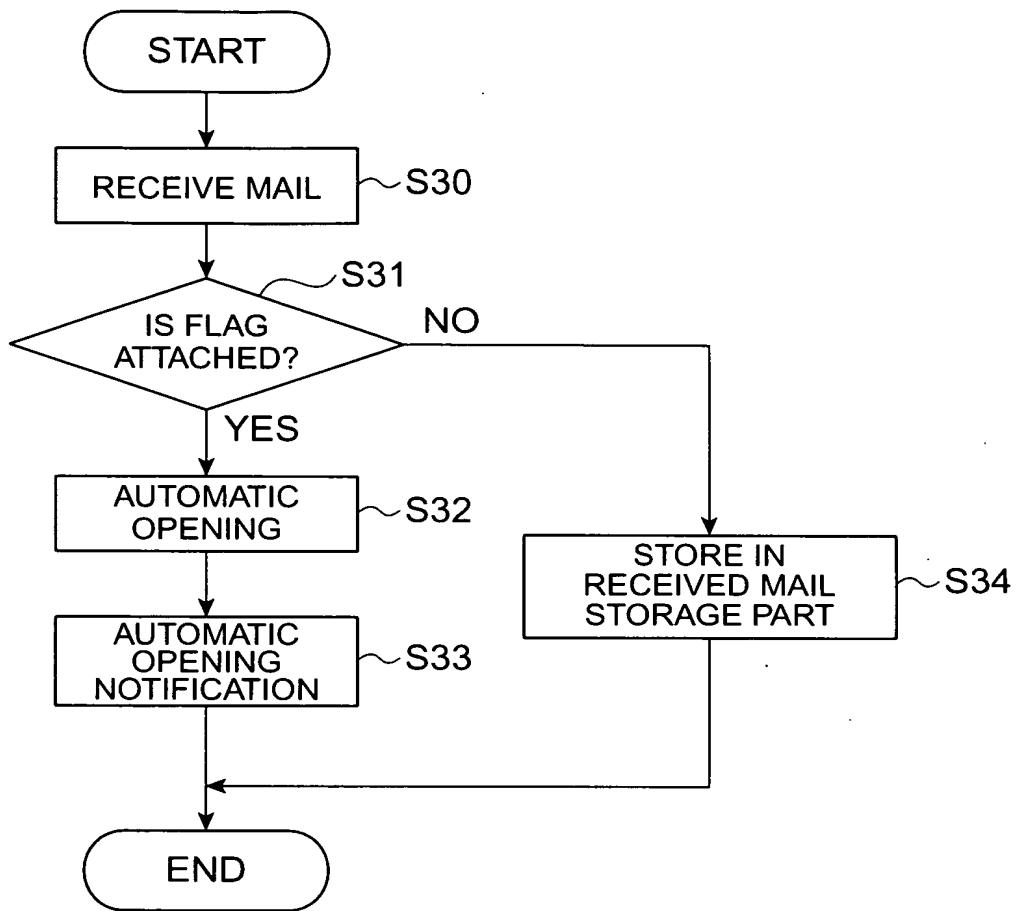 START
RECEIVE MAIL
S30
S31
IS FLAG
ATTACHED?
NO
YES
AUTOMATIC
OPENING
S32
STORE IN
RECEIVED MAIL
STORAGE PART
S34
AUTOMATIC
OPENING
NOTIFICATION
S33
END